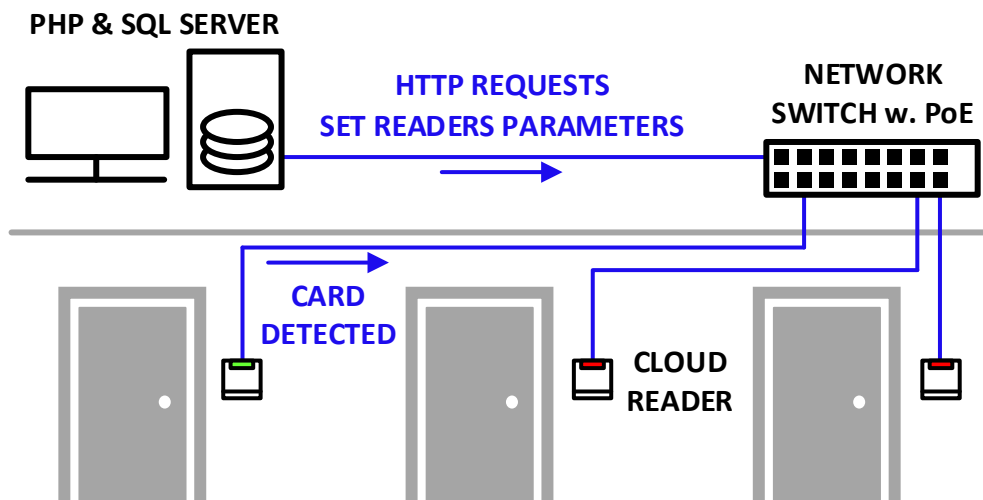 PHP & SQL SERVER
HTTP REQUESTS
SET READERS PARAMETERS
NETWORK
SWITCH w. PoE
CARD
DETECTED
CLOUD
READER